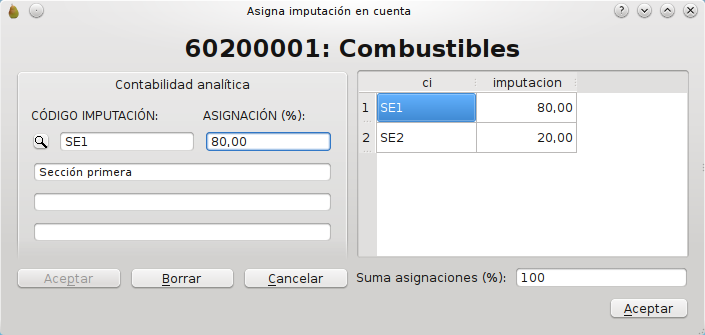 Asigna imputación en cuenta
60200001: Combustibles
Contabilidad analítica
CÓDIGO IMPUTACIÓN: ASIGNACIÓN (%):
SE1 80,00
Sección primera
ci imputacion
1 SE1 80,00
2 SE2 20,00
Aceptar Borrar Cancelar
Suma asignaciones (%): 100
Aceptar